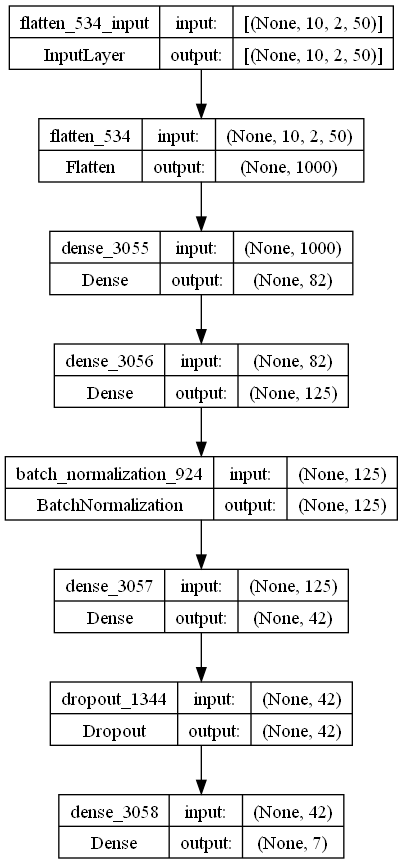 flatten_534_input input: [(None, 10, 2, 50)]
InputLayer output: [(None, 10, 2, 50)]
flatten_534 input: (None, 10, 2, 50)
Flatten output: (None, 1000)
dense_3055 input: (None, 1000)
Dense output: (None, 82)
dense_3056 input: (None, 82)
Dense output: (None, 125)
batch_normalization_924 input: (None, 125)
BatchNormalization output: (None, 125)
dense_3057 input: (None, 125)
Dense output: (None, 42)
dropout_1344 input: (None, 42)
Dropout output: (None, 42)
dense_3058 input: (None, 42)
Dense output: (None, 7)